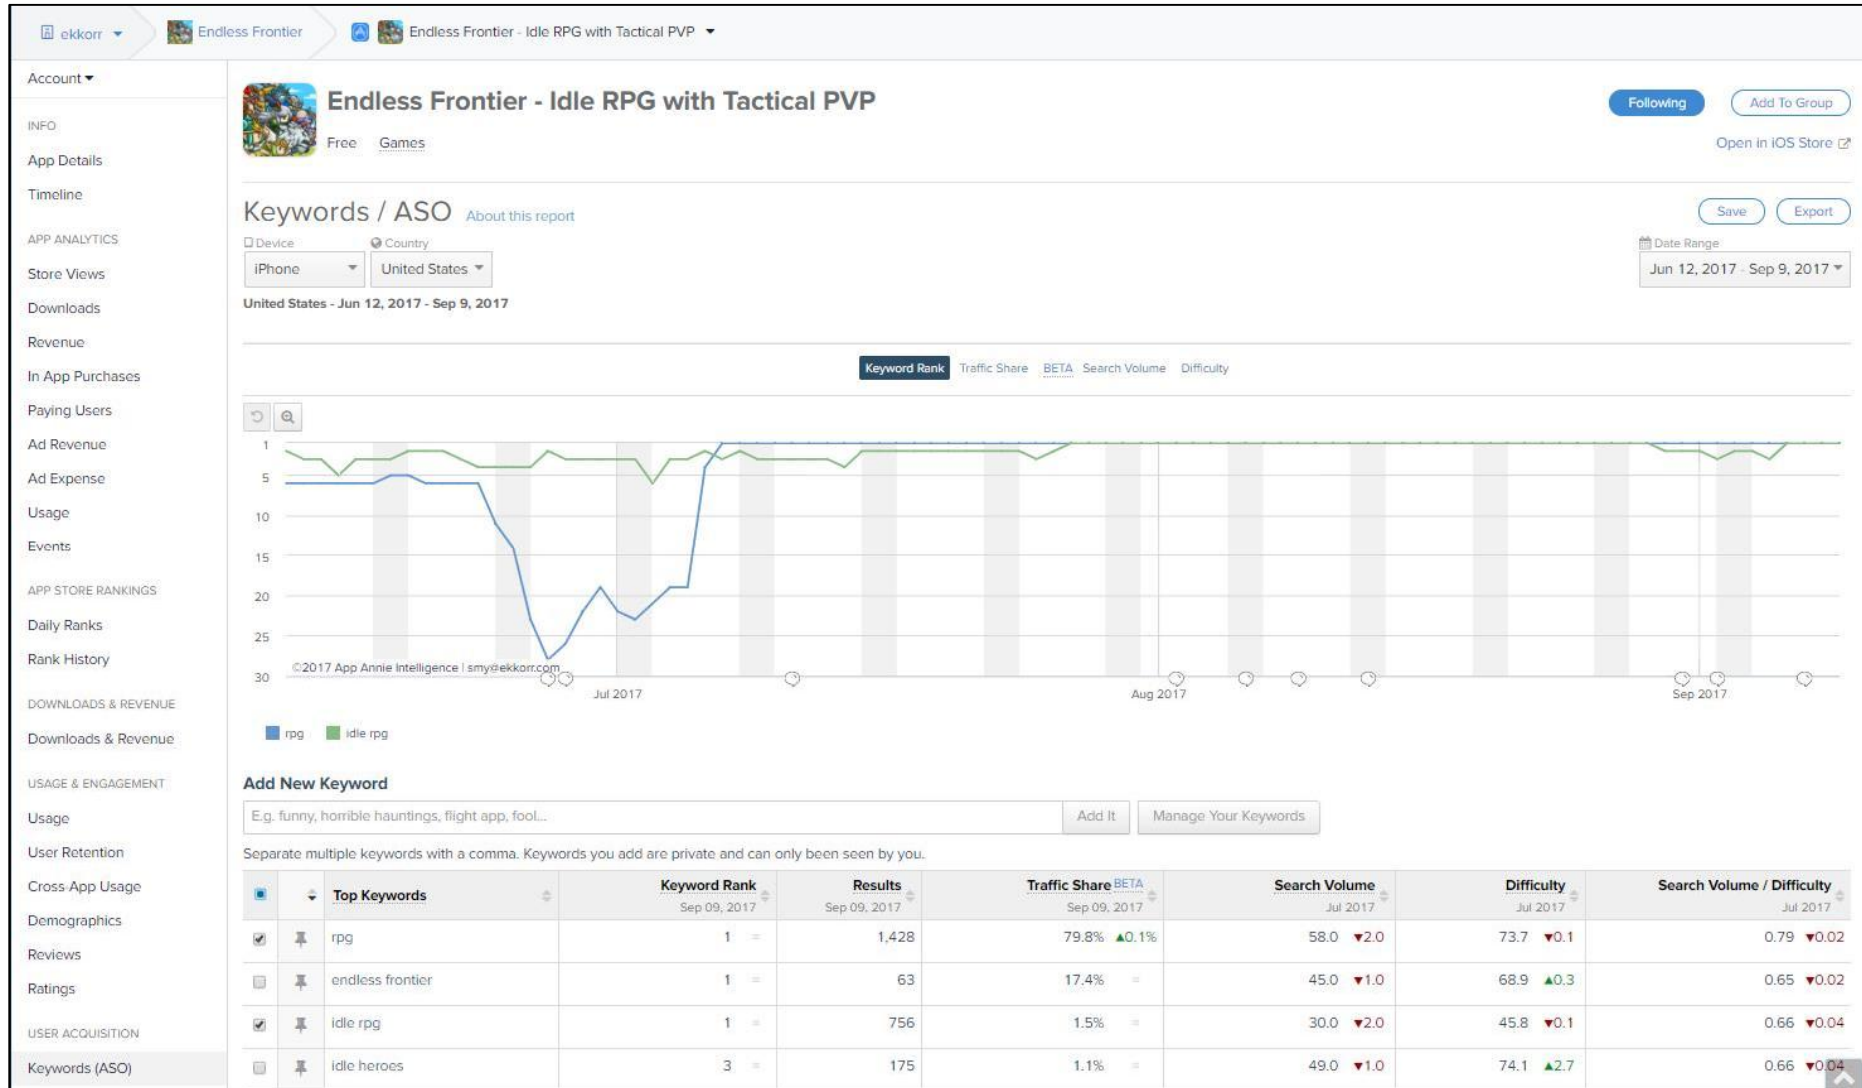 ekkorr
Endless Frontier
Endless Frontier - Idle RPG with Tactical PVP
Account
INFO
App Details
Timeline
APP ANALYTICS
Store Views
Downloads
Revenue
In App Purchases
Paying Users
Ad Revenue
Ad Expense
Usage
Events
APP STORE RANKINGS
Daily Ranks
Rank History
DOWNLOADS & REVENUE
Downloads & Revenue
USAGE & ENGAGEMENT
Usage
User Retention
Cross-App Usage
Demographics
Reviews
Ratings
USER ACQUISITION
Keywords (ASO)
Endless Frontier - Idle RPG with Tactical PVP
Free Games
Following Add To Group
Open in iOS Store
Keywords / ASO About this report
Save Export
Device Country
iPhone United States
Date Range
Jun 12, 2017 - Sep 9, 2017
United States - Jun 12, 2017 - Sep 9, 2017
Keyword Rank Traffic Share BETA Search Volume Difficulty
1
5
10
15
20
25
30
©2017 App Annie Intelligence | smy@ekkorr.com
Jul 2017 Aug 2017 Sep 2017
rpg idle rpg
Add New Keyword
E.g. funny, horrible hauntings, flight app, fool...
Add It Manage Your Keywords
Separate multiple keywords with a comma. Keywords you add are private and can only been seen by you.
Top Keywords Keyword Rank Results Traffic Share BETA Search Volume Difficulty Search Volume / Difficulty
Sep 09, 2017 Sep 09, 2017 Sep 09, 2017 Jul 2017 Jul 2017 Jul 2017
rpg 1 = 1,428 79.8% ▲0.1% 58.0 ▼2.0 73.7 ▼0.1 0.79 ▼0.02
endless frontier 1 = 63 17.4% = 45.0 ▼1.0 68.9 ▲0.3 0.65 ▼0.02
idle rpg 1 = 756 1.5% = 30.0 ▼2.0 45.8 ▼0.1 0.66 ▼0.04
idle heroes 3 = 175 1.1% = 49.0 ▼1.0 74.1 ▲2.7 0.66 ▼0.04